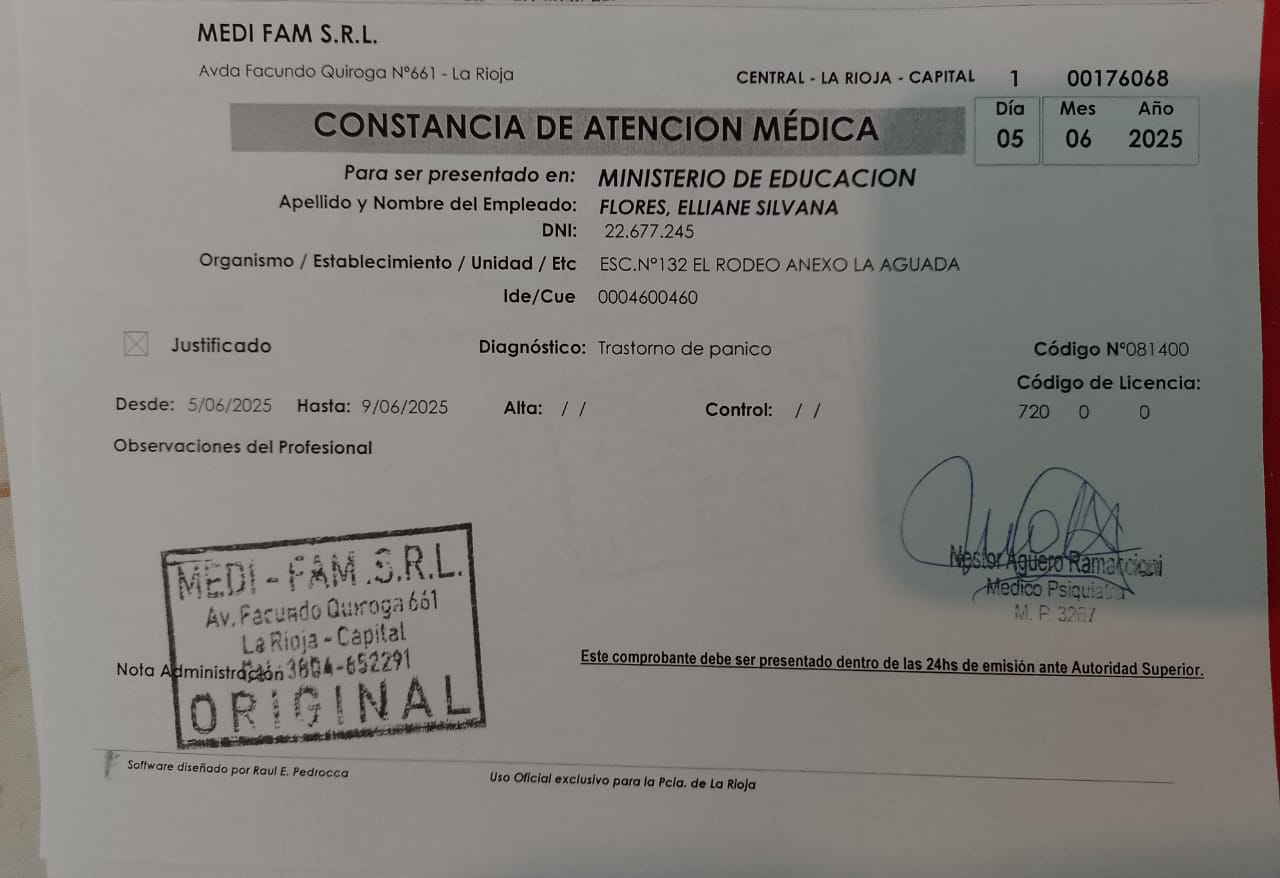 MEDI FAM S.R.L.
Avda Facundo Quiroga Nº661 - La Rioja
CENTRAL - LA RIOJA - CAPITAL 1 00176068
CONSTANCIA DE ATENCION MÉDICA
Día Mes Año
05 06 2025
Para ser presentado en: MINISTERIO DE EDUCACION
Apellido y Nombre del Empleado: FLORES, ELLIANE SILVANA
DNI: 22.677.245
Organismo / Establecimiento / Unidad / Etc ESC.Nº132 EL RODEO ANEXO LA AGUADA
Ide/Cue 0004600460
Justificado Diagnóstico: Trastorno de panico Código Nº081400
Código de Licencia:
Desde: 5/06/2025 Hasta: 9/06/2025 Alta: / / Control: / / 720 0 0
Observaciones del Profesional
Nestor Agüero Ramaccioni
Medico Psiquiatra
M. P. 3267
MEDI - FAM .S.R.L.
Av. Facundo Quiroga 661
La Rioja - Capital
3804-652291
ORIGINAL
Nota Administración
Este comprobante debe ser presentado dentro de las 24hs de emisión ante Autoridad Superior.
Software diseñado por Raul E. Pedrocca
Uso Oficial exclusivo para la Pcia. de La Rioja